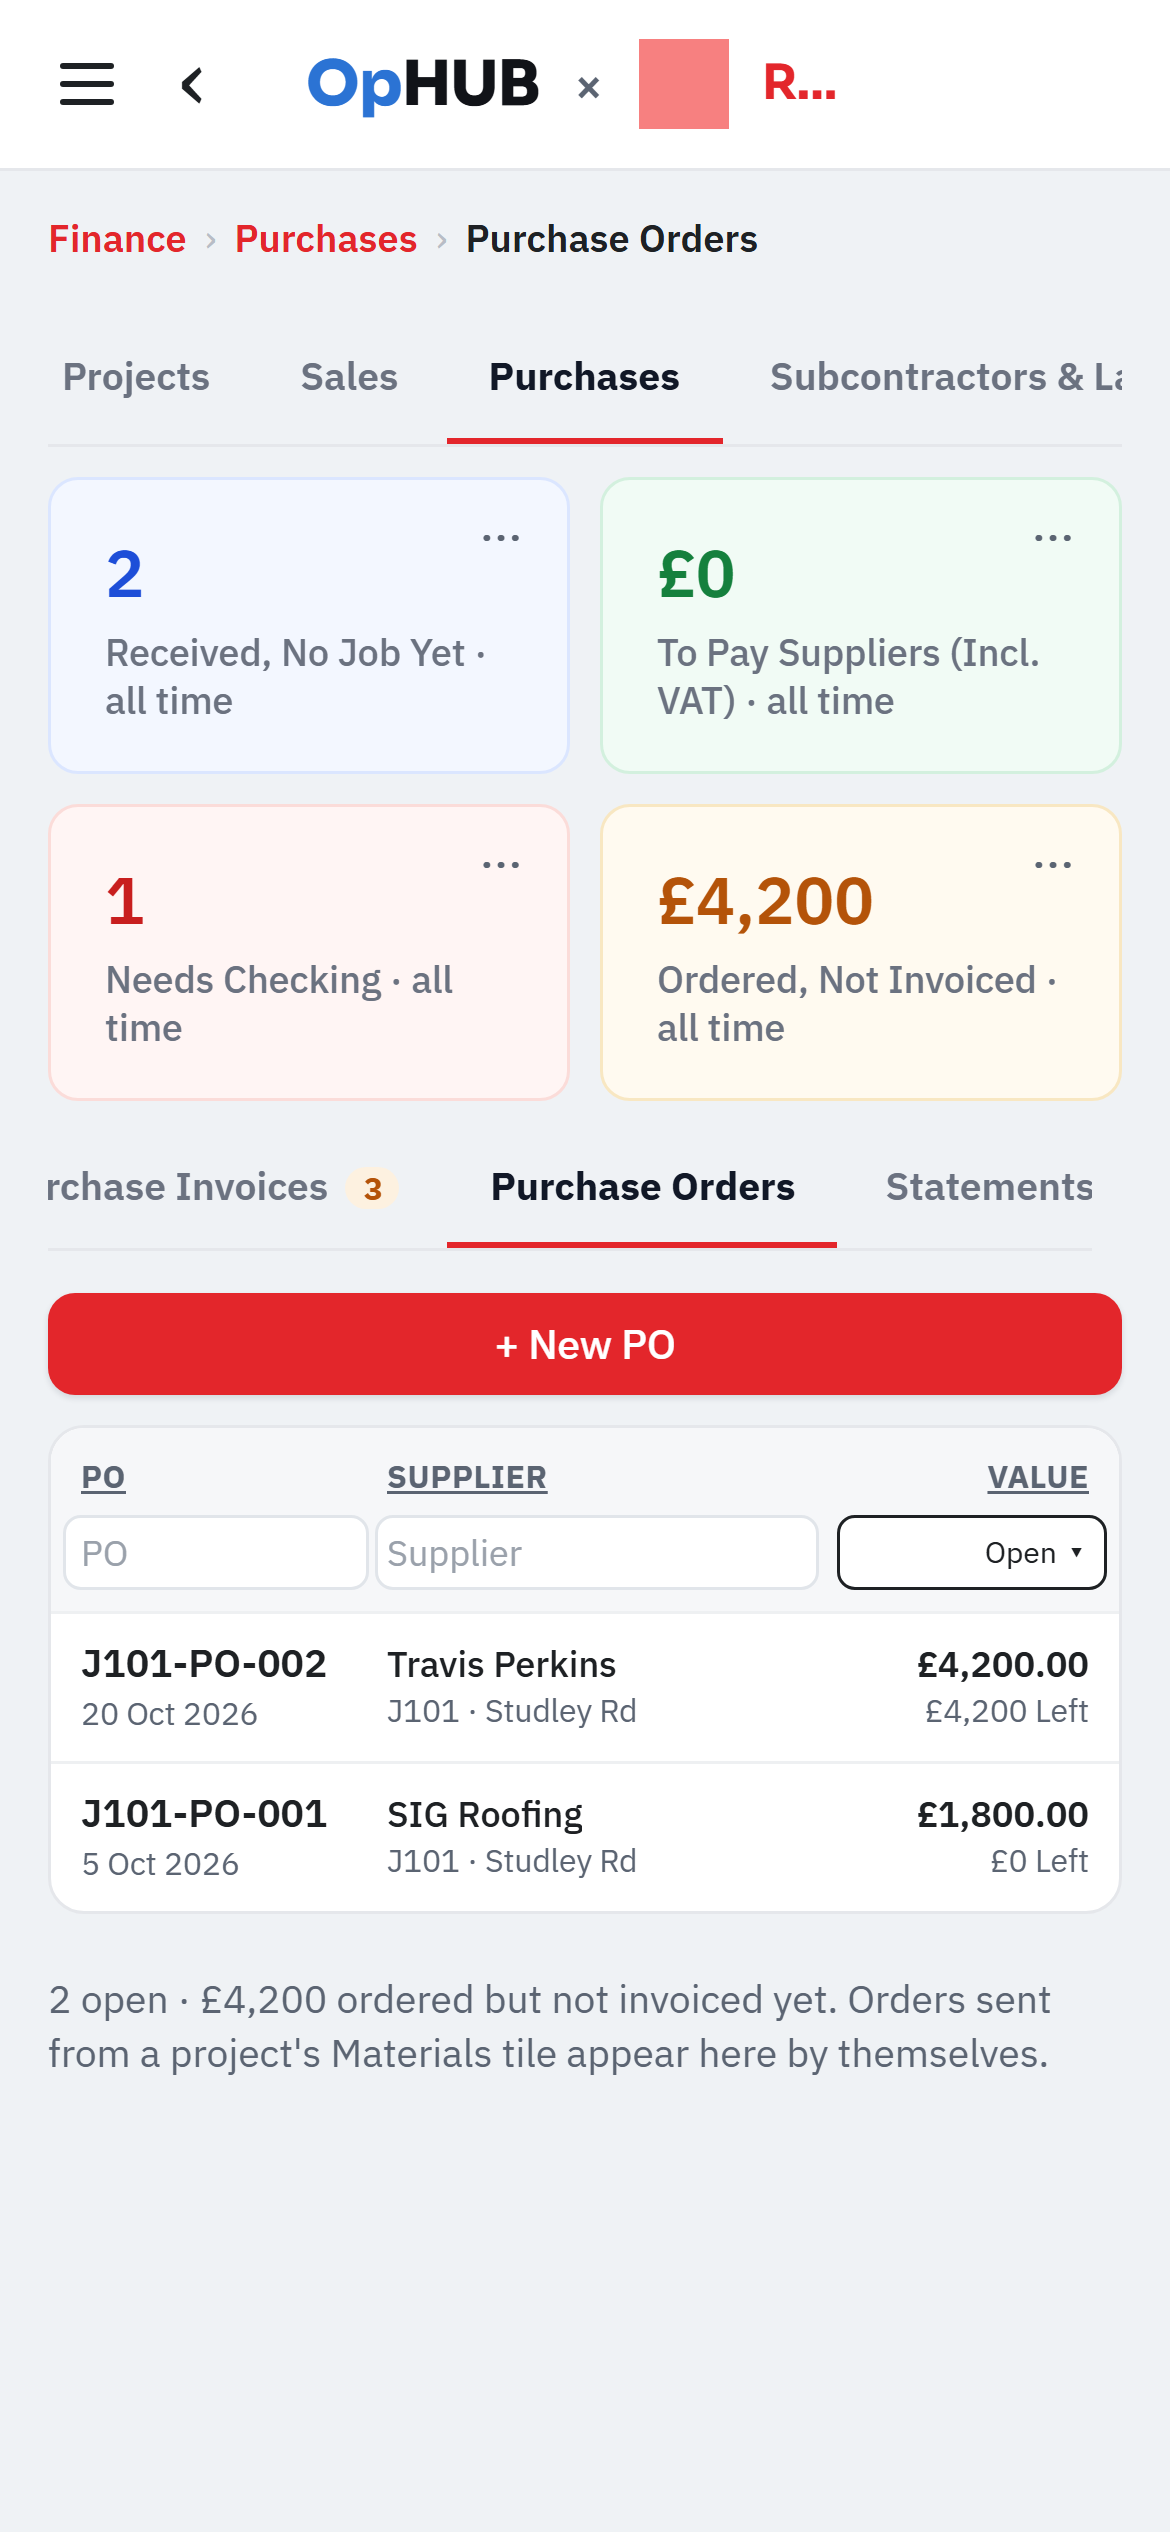 OpHUB × R...
Finance › Purchases › Purchase Orders
Projects Sales Purchases Subcontractors & La
...
2
Received, No Job Yet ·
all time
...
£0
To Pay Suppliers (Incl.
VAT) · all time
...
1
Needs Checking · all
time
...
£4,200
Ordered, Not Invoiced ·
all time
rchase Invoices 3 Purchase Orders Statements
+ New PO
PO SUPPLIER VALUE
PO Supplier Open ▾
J101-PO-002 Travis Perkins £4,200.00
20 Oct 2026 J101 · Studley Rd £4,200 Left
J101-PO-001 SIG Roofing £1,800.00
5 Oct 2026 J101 · Studley Rd £0 Left
2 open · £4,200 ordered but not invoiced yet. Orders sent
from a project's Materials tile appear here by themselves.